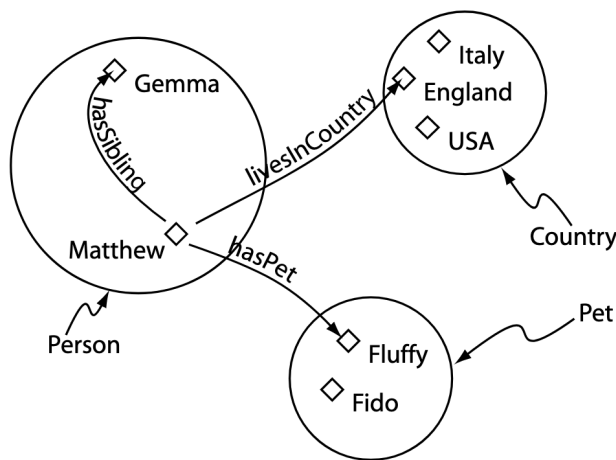 Gemma
hasSibling
Matthew
Person
livesInCountry
Italy
England
USA
Country
hasPet
Fluffy
Fido
Pet